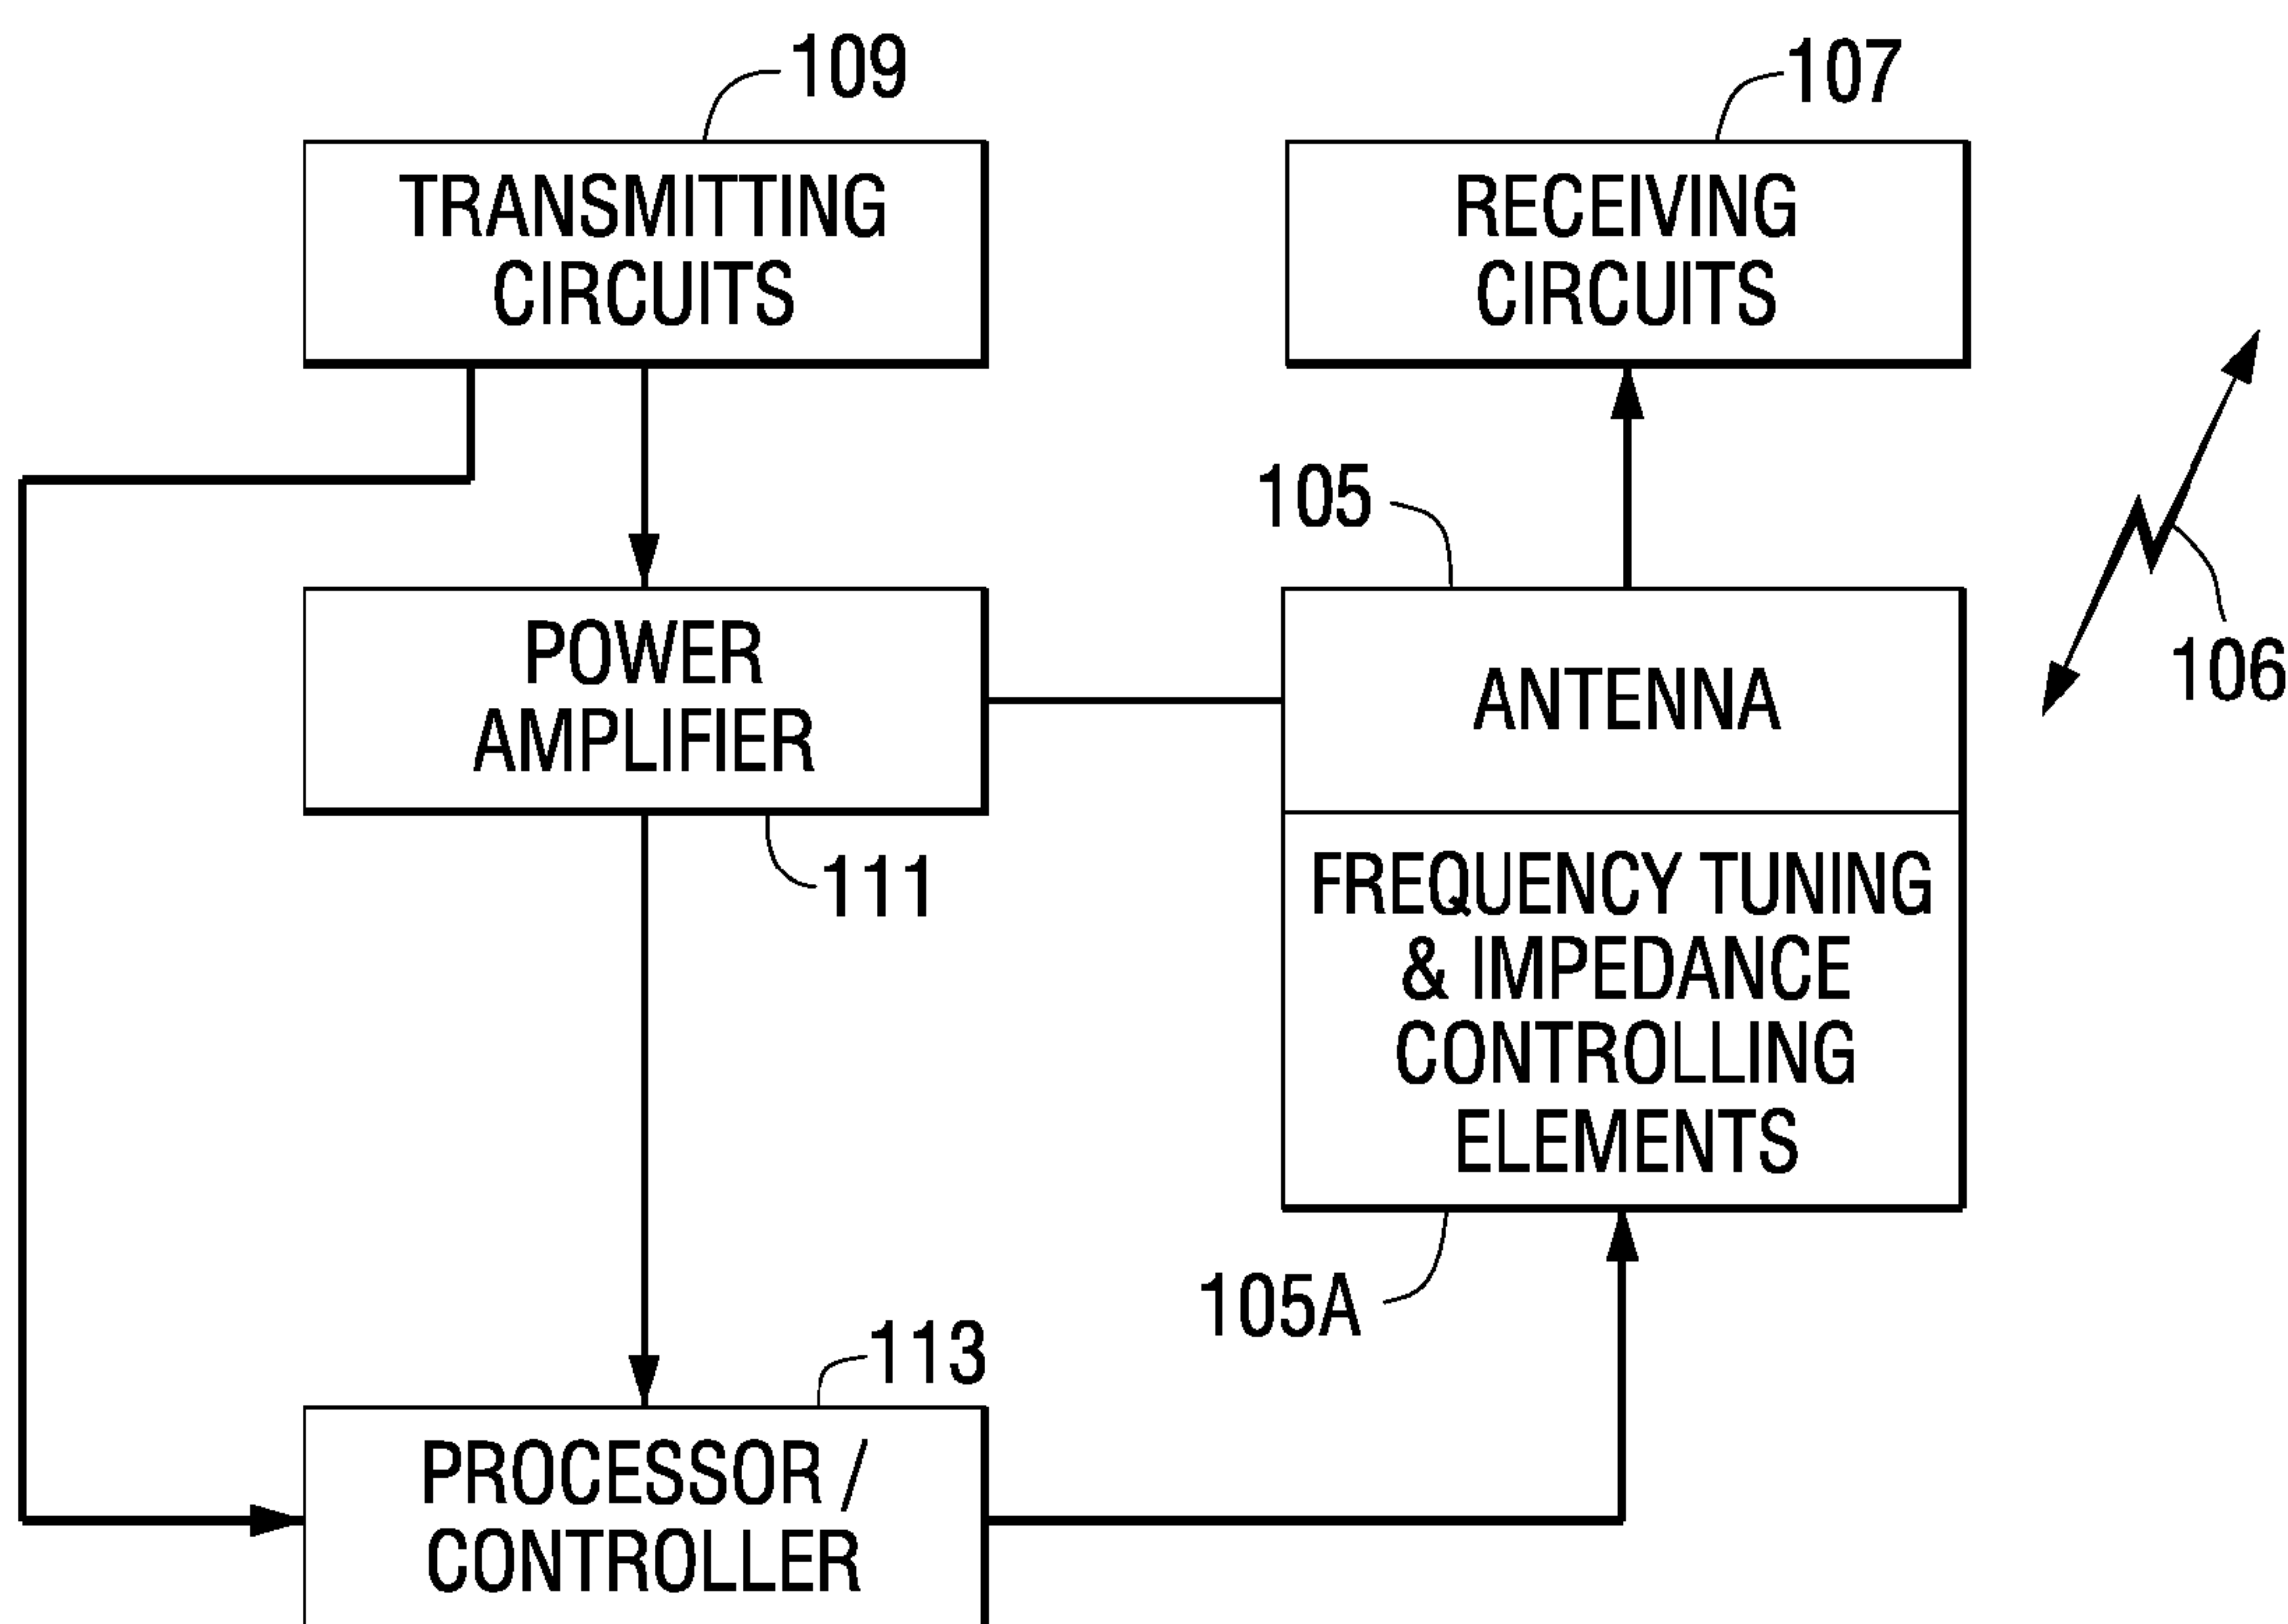 109
107
TRANSMITTING
CIRCUITS
RECEIVING
CIRCUITS
105
106
POWER
AMPLIFIER
111
ANTENNA
FREQUENCY TUNING
& IMPEDANCE
CONTROLLING
ELEMENTS
105A
113
PROCESSOR /
CONTROLLER